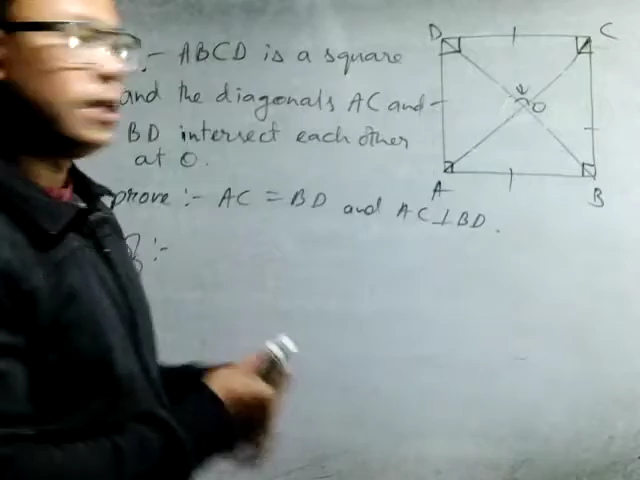 :- ABCD is a square
and the diagonals AC and
BD intersect each other
at O.
prove :- AC = BD and AC⊥BD.
:-
D
C
O
A
B